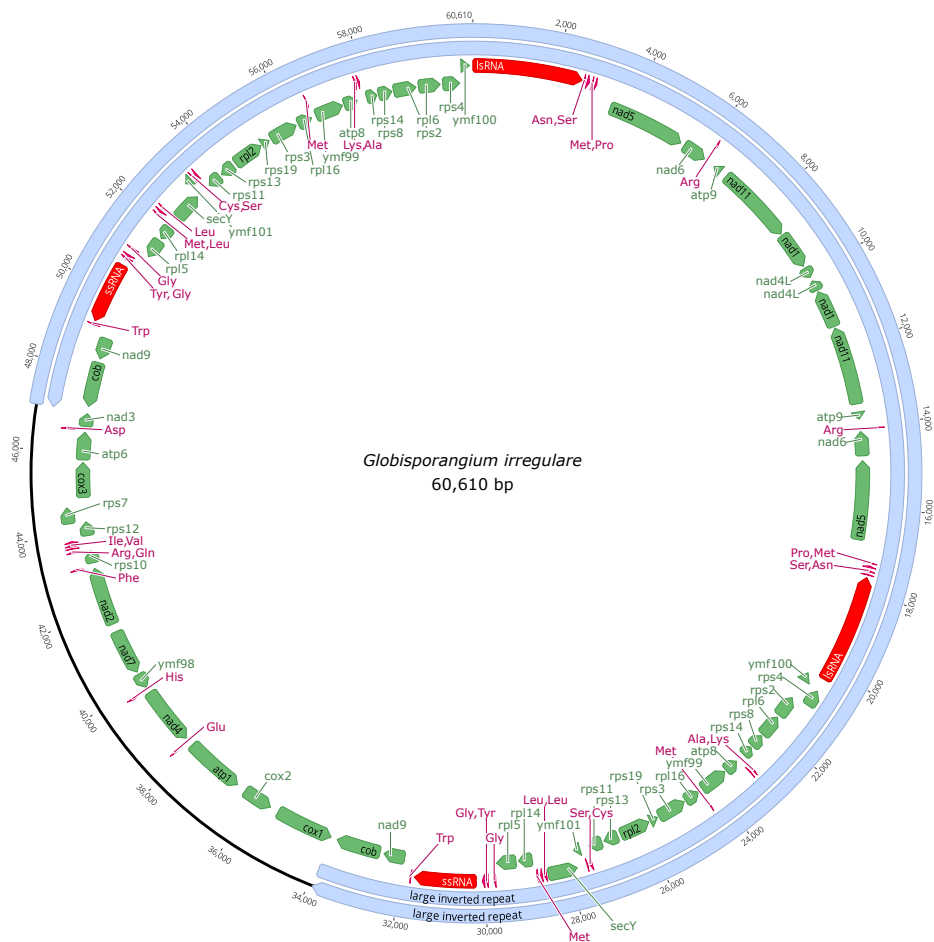 60,610
2,000
4,000
6,000
8,000
10,000
12,000
14,000
16,000
18,000
20,000
22,000
24,000
26,000
28,000
30,000
32,000
34,000
36,000
38,000
40,000
42,000
44,000
46,000
48,000
50,000
52,000
54,000
56,000
58,000
Globisporangium irregulare
60,610 bp
lsRNA
Asn,Ser
Met,Pro
nad5
nad6
Arg
atp9
nad11
nad1
nad4L
nad4L
nad1
nad11
atp9
Arg
nad6
nad5
Pro,Met
Ser,Asn
lsRNA
ymf100
rps4
rps2
rpl6
rps8
rps14
Ala,Lys
atp8
ymf99
Met
rpl16
rps3
rps19
rpl2
rps13
rps11
Ser,Cys
ymf101
secY
Leu,Leu
Met
rpl14
rpl5
Gly
Gly,Tyr
ssRNA
Trp
large inverted repeat
large inverted repeat
nad9
cob
cox1
cox2
atp1
Glu
nad4
His
ymf98
nad7
nad2
Phe
rps10
Arg,Gln
Ile,Val
rps12
rps7
cox3
atp6
Asp
nad3
cob
nad9
Trp
ssRNA
Tyr,Gly
Gly
rpl5
rpl14
Met,Leu
Leu
secY
ymf101
Cys,Ser
rps11
rps13
rpl2
rps19
rps3
rpl16
Met
ymf99
atp8
Lys,Ala
rps14
rps8
rpl6
rps2
rps4
ymf100